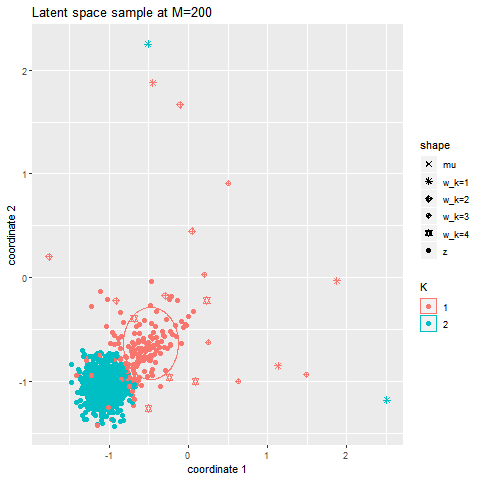 Latent space sample at M=200
coordinate 2
2
1
0
-1
-1
0
1
2
coordinate 1
shape
mu
w_k=1
w_k=2
w_k=3
w_k=4
z
K
1
2